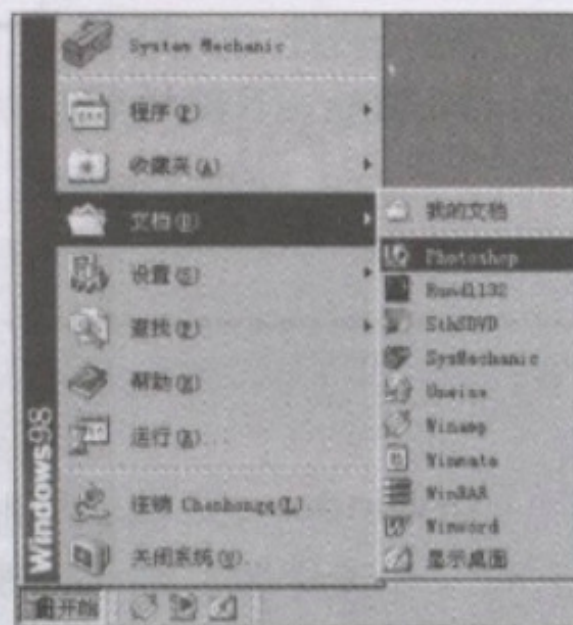 System Mechanic
程序(P)
收藏夹(A)
文档(D)
设置(S)
查找(F)
帮助(H)
运行(R)...
注销 Chanhongq(L)...
关闭系统(U)...
Windows98
开始
我的文档
Photoshop
Rundll32
SthSDVD
SysMechanic
Winamp
WinRAR
Winword
显示桌面